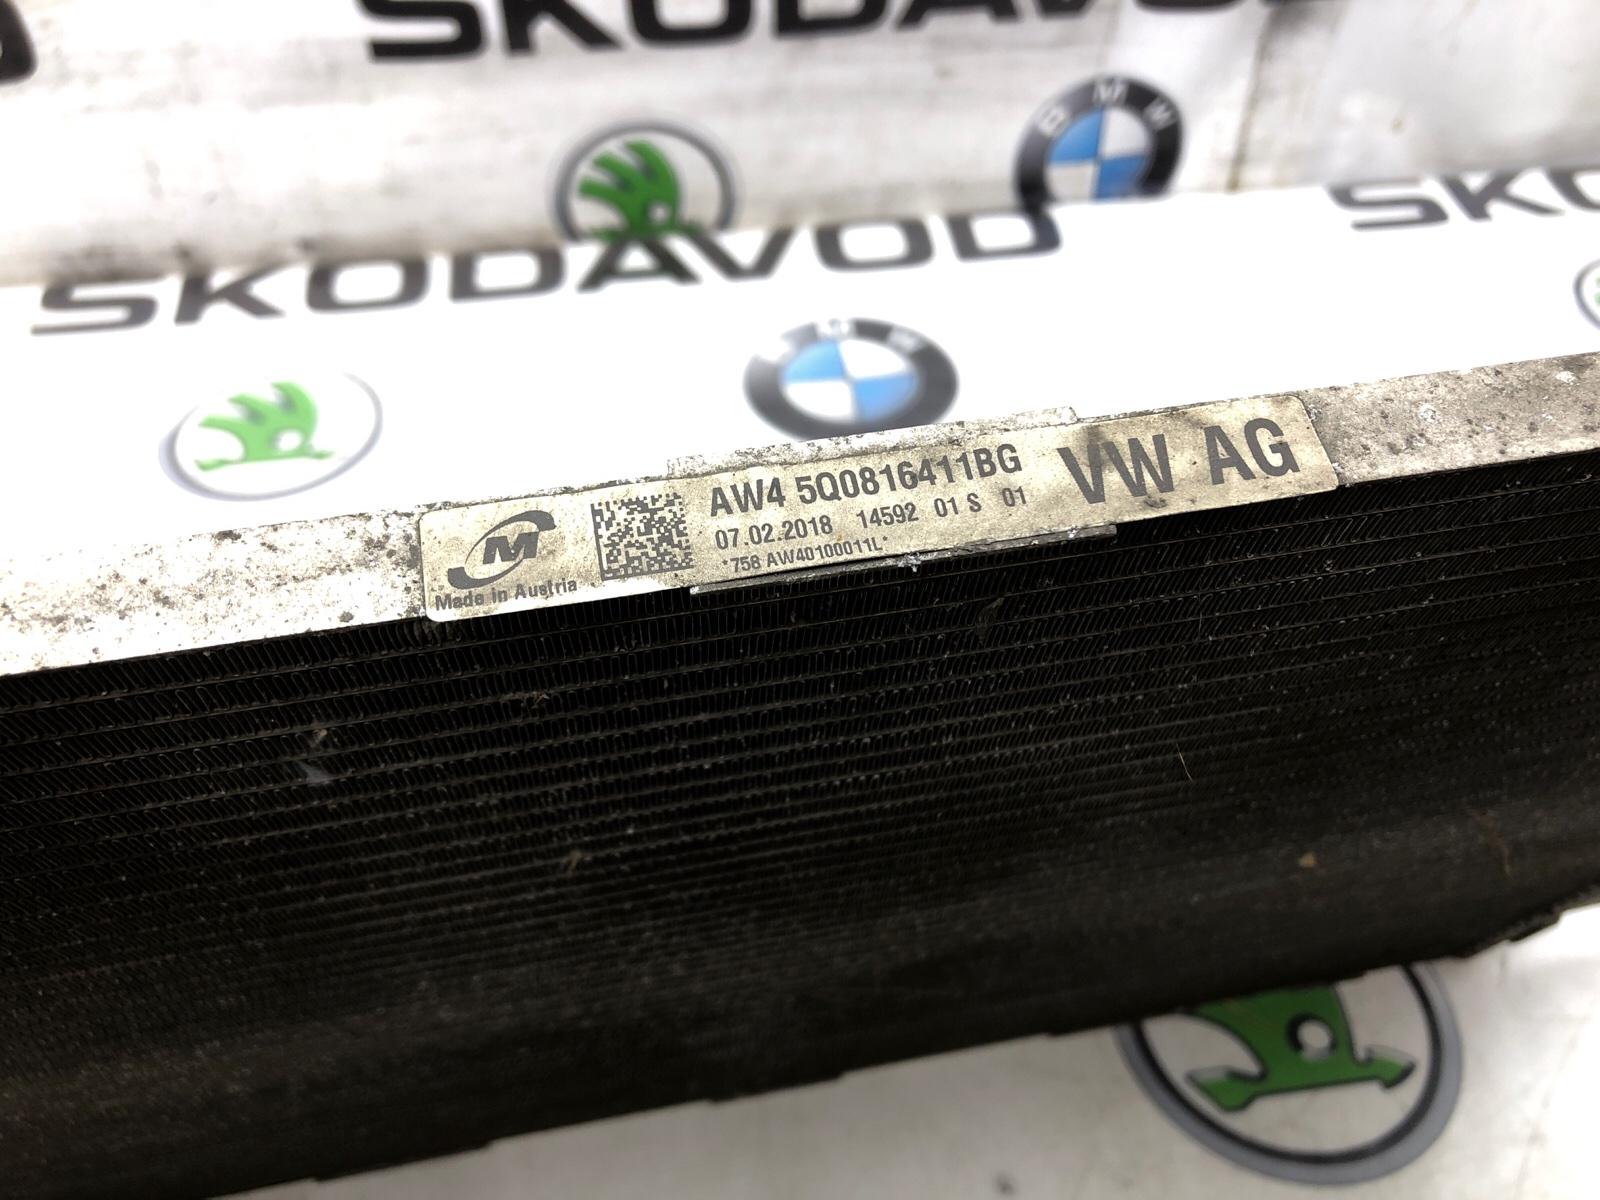 SKODAVOD
BMW
SKODAVOD
SKO
BMW
AW4 5Q0816411BG
VW AG
07.02.2018 14592 01 S 01
*758 AW40100011L*
M
Made in Austria